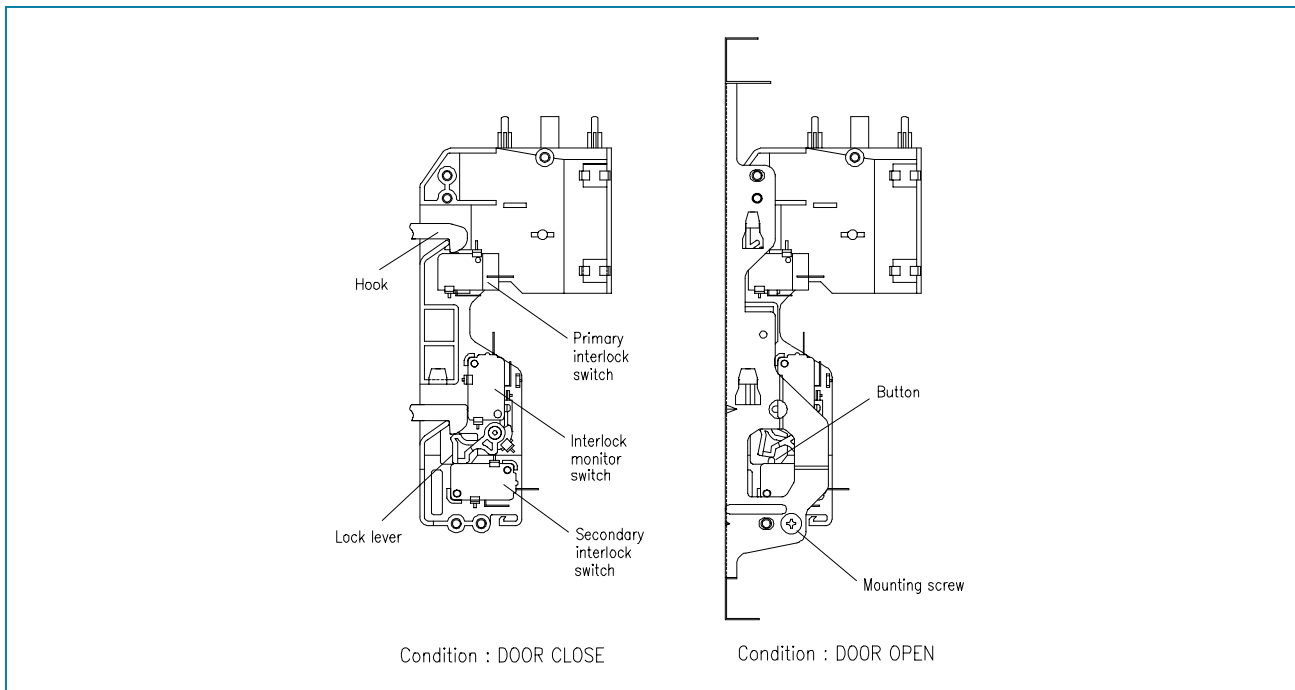 Hook
Primary
interlock
switch
Interlock
monitor
switch
Lock lever
Secondary
interlock
switch
Condition : DOOR CLOSE
Button
Mounting screw
Condition : DOOR OPEN